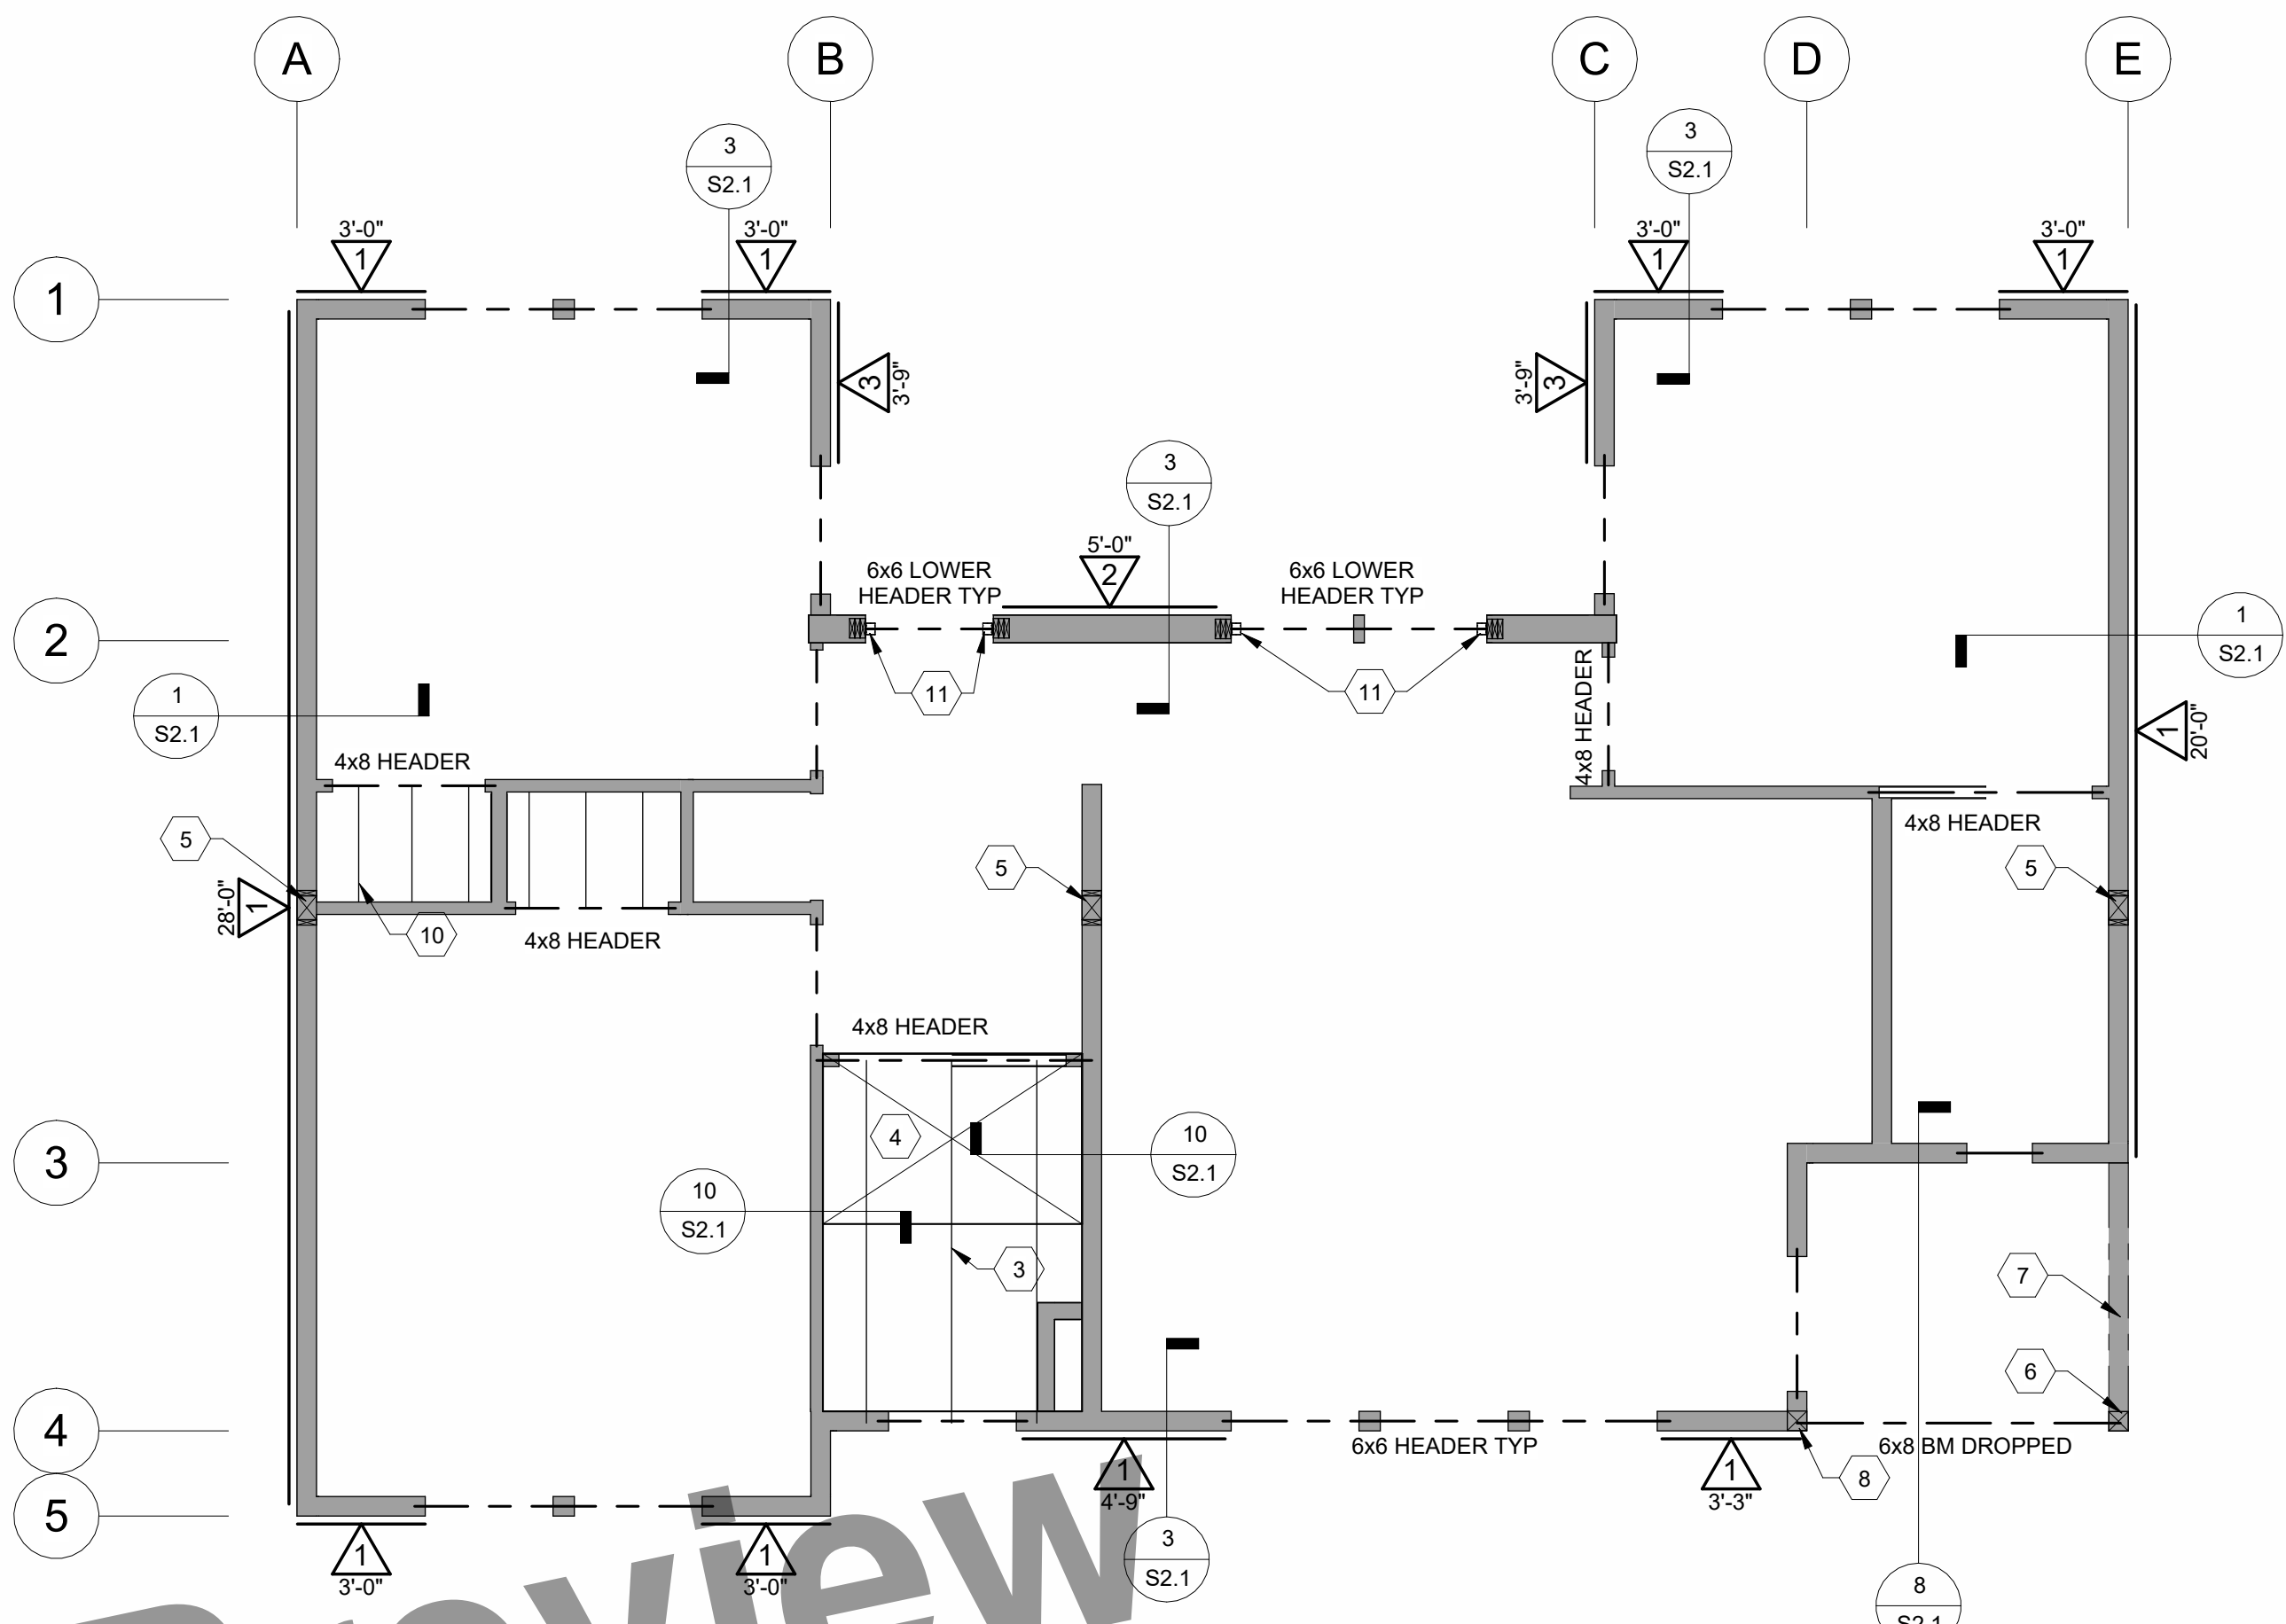 A
B
C
D
E
3
S2.1
3
S2.1
3'-0"
1
3'-0"
1
3'-0"
1
3'-0"
1
1
3
3'-9"
3'-9"
3
3
S2.1
5'-0"
2
6x6 LOWER
HEADER TYP
6x6 LOWER
HEADER TYP
2
1
S2.1
11
11
4x8 HEADER
1
S2.1
1
20'-0"
4x8 HEADER
4x8 HEADER
5
5
5
28'-0"
1
10
4x8 HEADER
4x8 HEADER
3
4
10
S2.1
10
S2.1
3
7
6
4
6x6 HEADER TYP
6x8 BM DROPPED
8
1
4'-9"
1
3'-3"
5
3
S2.1
1
3'-0"
1
3'-0"
8
S2.1
Preview